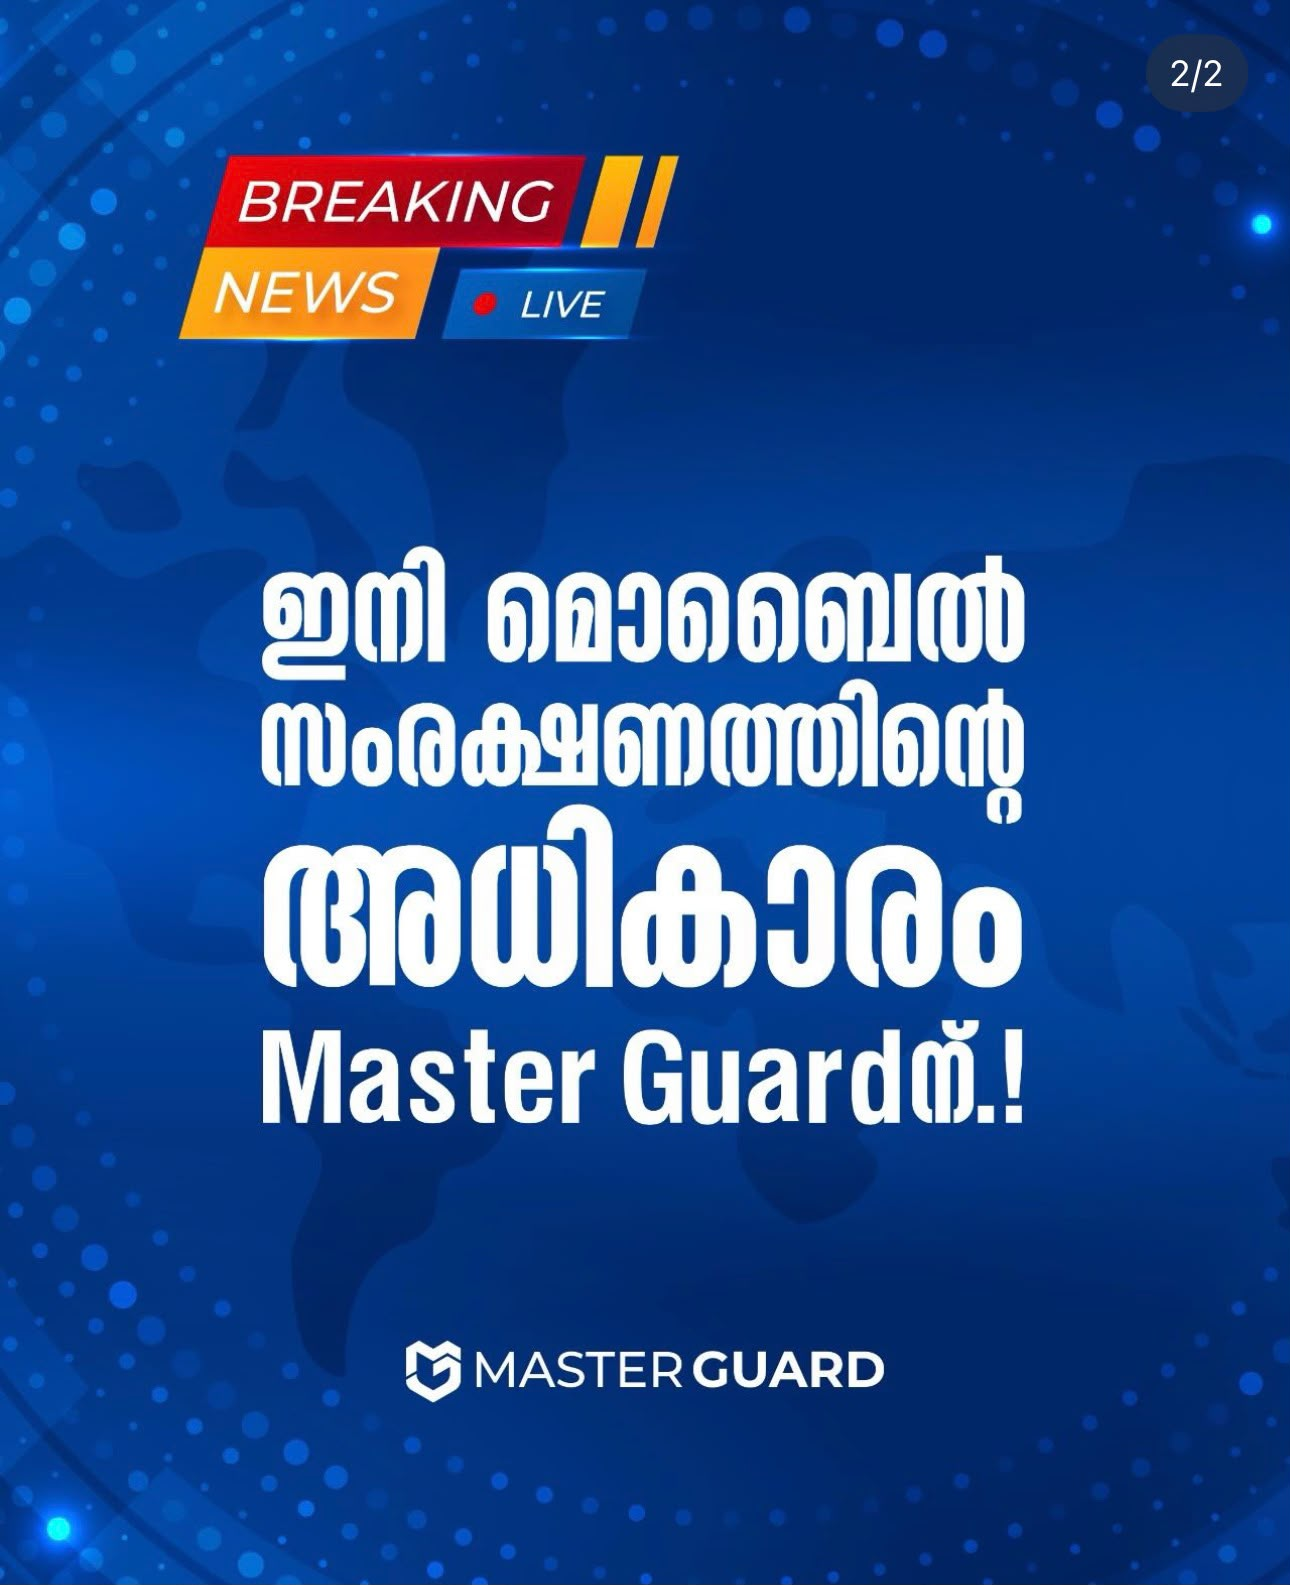 2/2
BREAKING
NEWS
LIVE
ഇനി മൊബൈൽ
സംരക്ഷണത്തിന്റെ
അധികാരം
Master Guardന്.!
MASTER GUARD